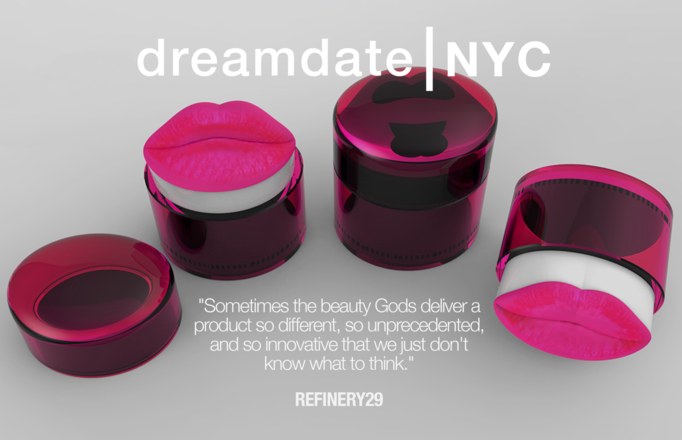 dreamdate|NYC
"Sometimes the beauty Gods deliver a
product so different, so unprecedented,
and so innovative that we just don't
know what to think."
REFINERY29